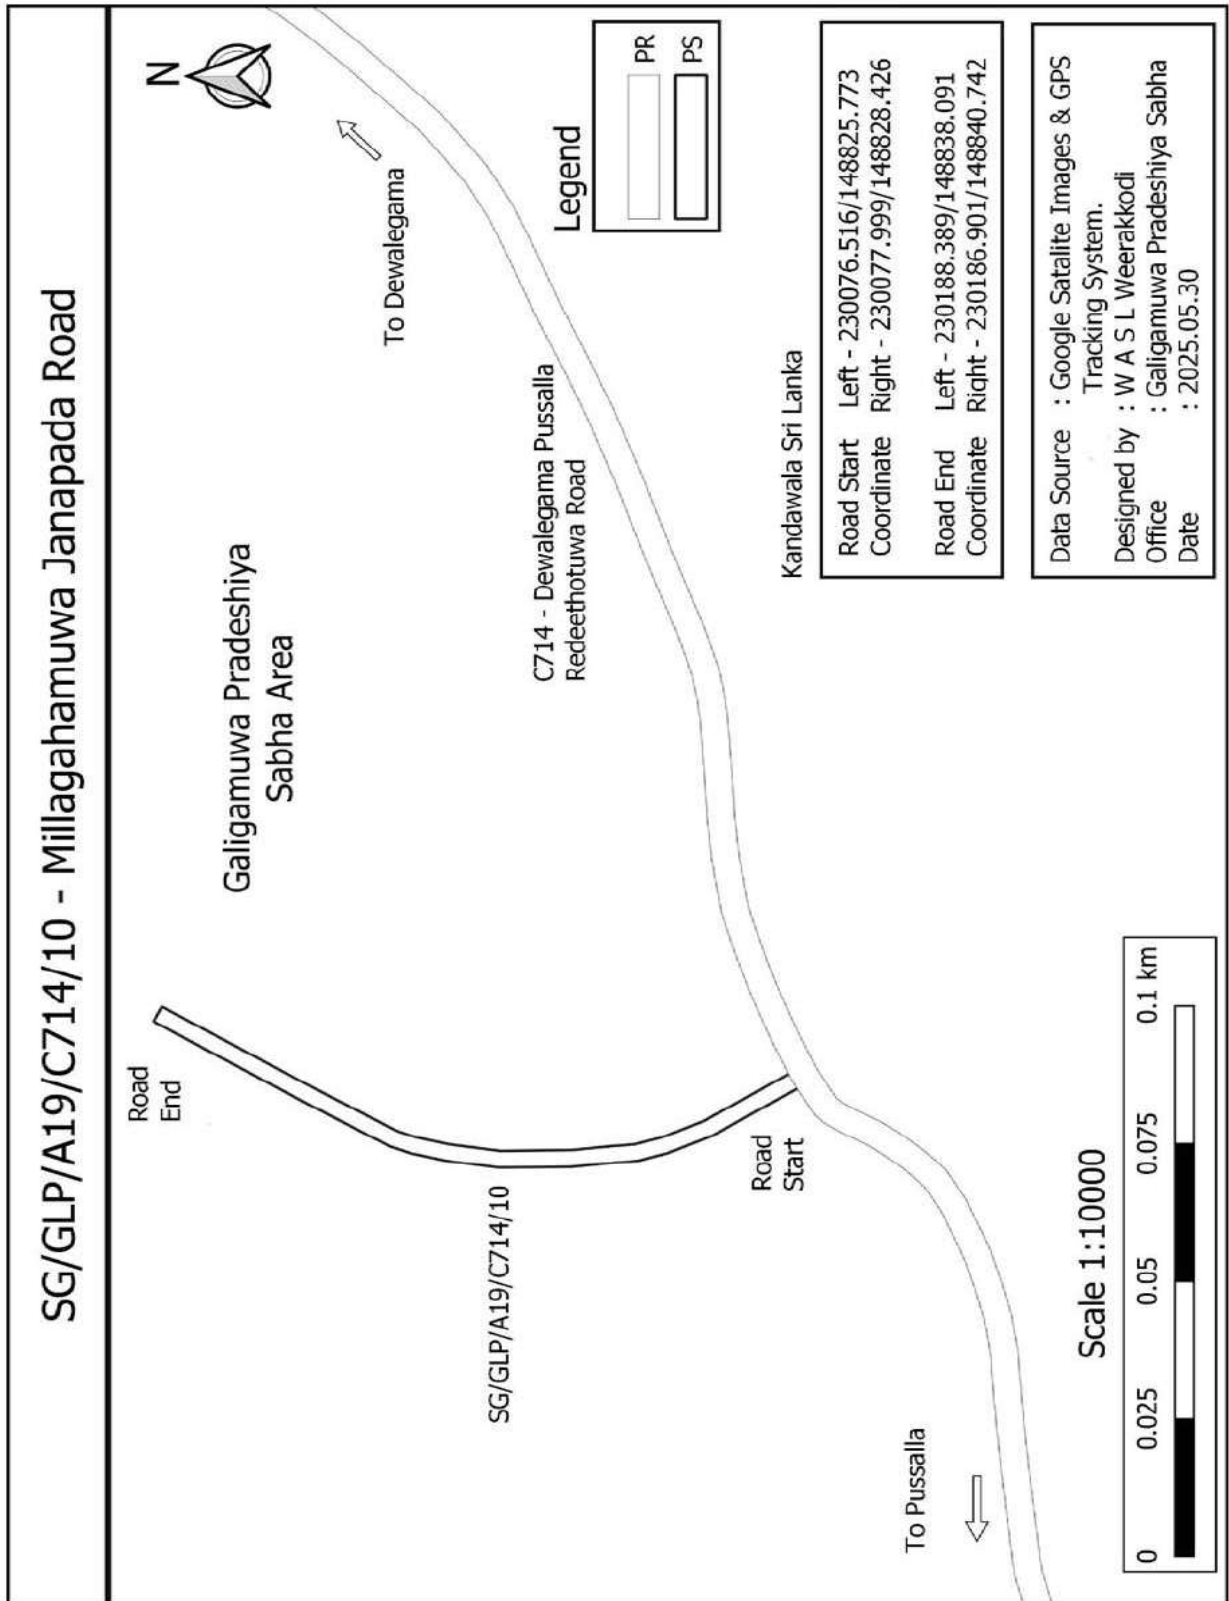 SG/GLP/A19/C714/10 - Millagahamuwa Janapada Road
N
Road
End
Galigamuwa Pradeshiya
Sabha Area
To Dewalegama
SG/GLP/A19/C714/10
C714 - Dewalegama Pussalla
Redeethotuwa Road
Legend
PR
PS
Road
Start
Kandawala Sri Lanka
Road Start Left - 230076.516/148825.773
Coordinate Right - 230077.999/148828.426
Road End Left - 230188.389/148838.091
Coordinate Right - 230186.901/148840.742
To Pussalla
Scale 1:10000
0 0.025 0.05 0.075 0.1 km
Data Source : Google Satalite Images & GPS
Tracking System.
Designed by : W A S L Weerakkodi
Office : Galigamuwa Pradeshiya Sabha
Date : 2025.05.30